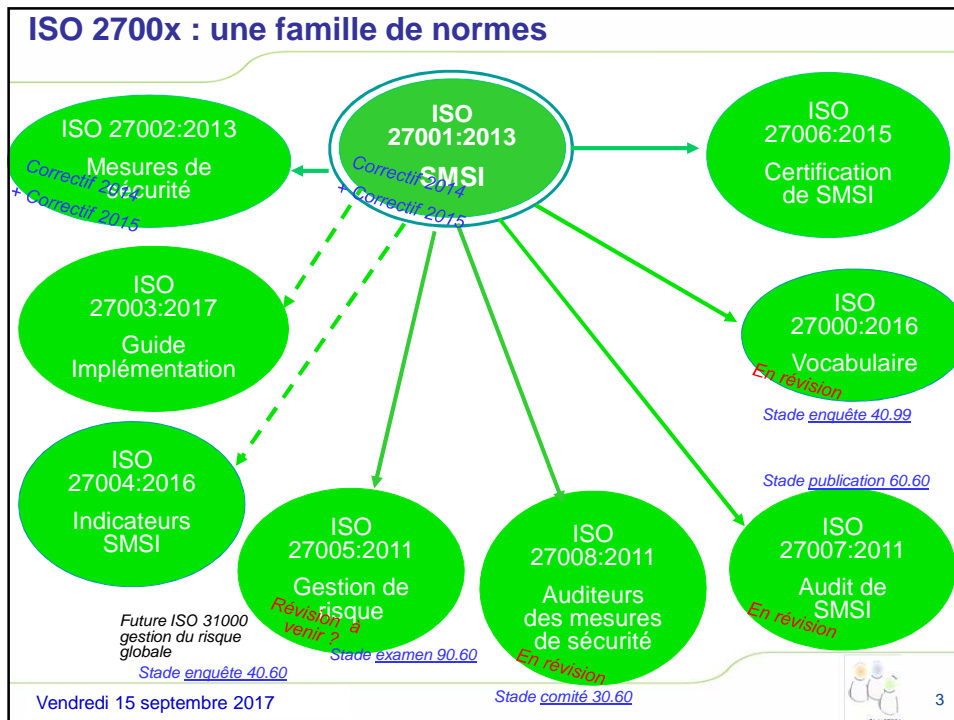 ISO 2700x : une famille de normes
ISO 27002:2013
Mesures de
sécurité
Correctif 2014
+ Correctif 2015
ISO
27001:2013
SMSI
Correctif 2014
+ Correctif 2015
ISO
27006:2015
Certification
de SMSI
ISO
27003:2017
Guide
Implémentation
ISO
27000:2016
Vocabulaire
En révision
Stade enquête 40.99
ISO
27004:2016
Indicateurs
SMSI
ISO
27005:2011
Gestion de
risque
Révision à
venir ?
Stade examen 90.60
ISO
27008:2011
Auditeurs
des mesures
de sécurité
En révision
Stade comité 30.60
Stade publication 60.60
ISO
27007:2011
Audit de
SMSI
En révision
Future ISO 31000
gestion du risque
globale
Stade enquête 40.60
Vendredi 15 septembre 2017
3